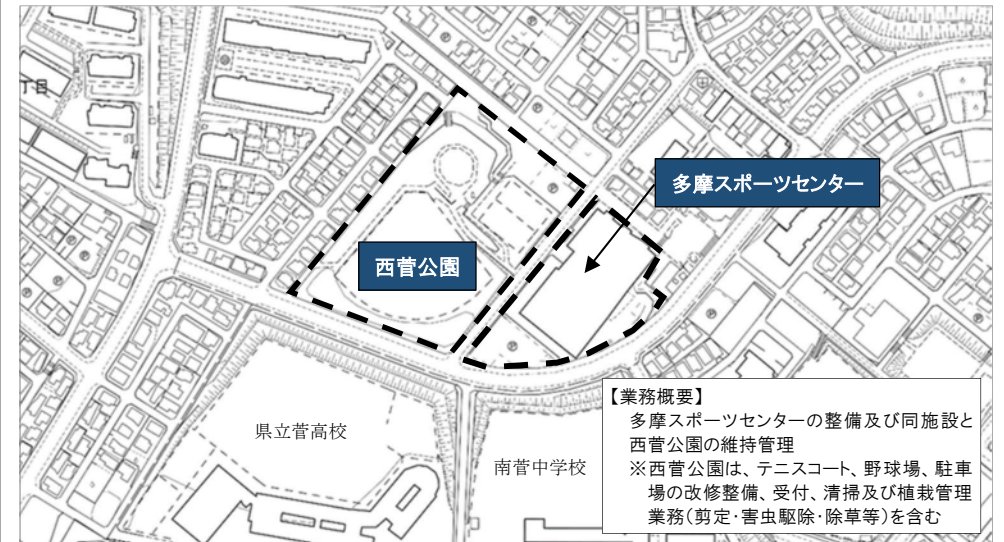 丁目
多摩スポーツセンター
西菅公園
県立菅高校
南菅中学校
【業務概要】
多摩スポーツセンターの整備及び同施設と
西菅公園の維持管理
※西菅公園は、テニスコート、野球場、駐車
場の改修整備、受付、清掃及び植栽管理
業務(剪定・害虫駆除・除草等)を含む